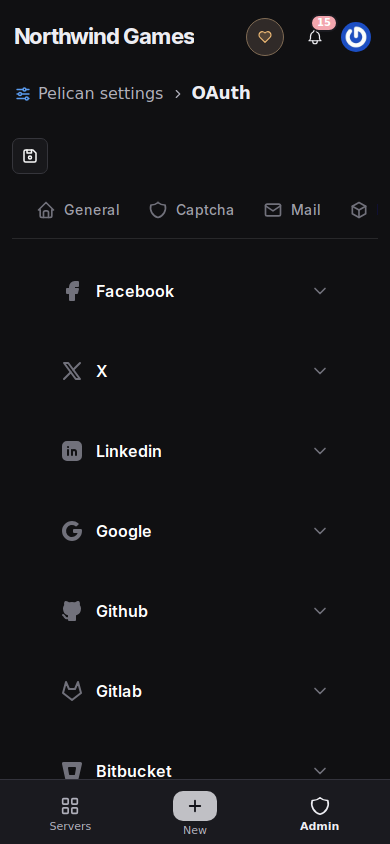 Northwind Games
15
Pelican settings > OAuth
General Captcha Mail
Facebook
X
Linkedin
Google
Github
Gitlab
Bitbucket
Servers New Admin